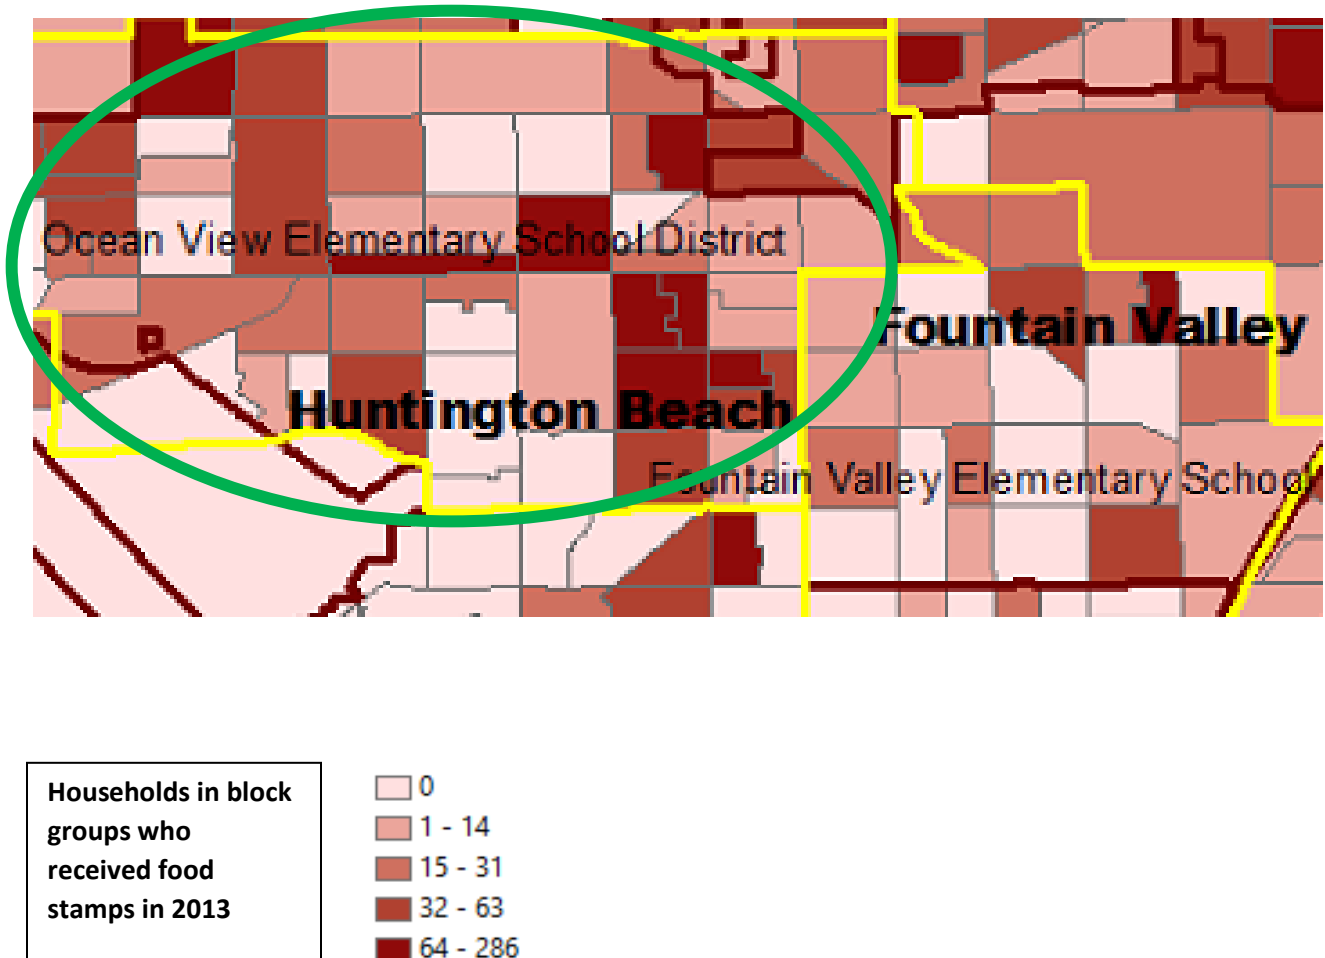 Ocean View Elementary School District
Fountain Valley
Huntington Beach
Fountain Valley Elementary School
Households in block
groups who
received food
stamps in 2013
0
1 - 14
15 - 31
32 - 63
64 - 286